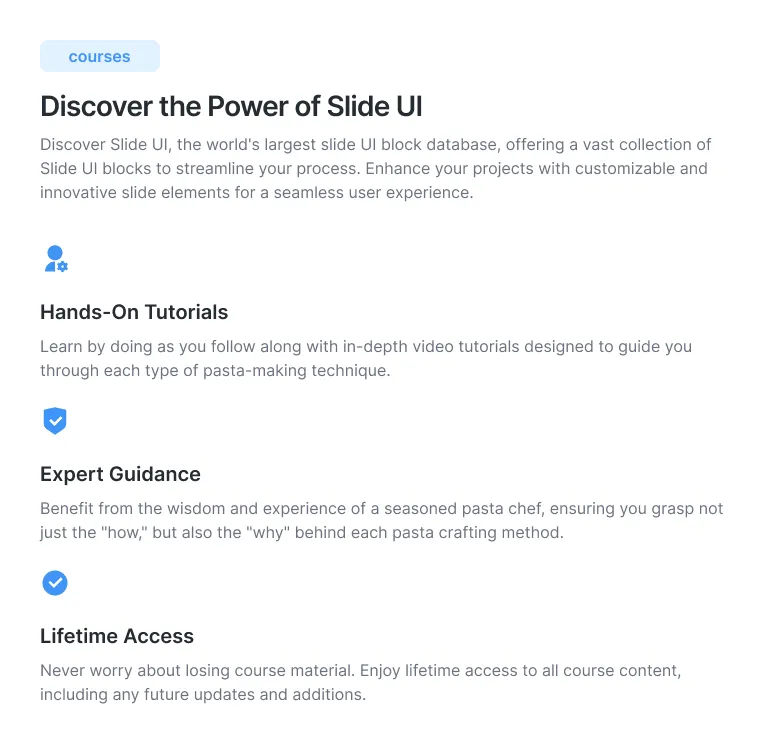 courses
Discover the Power of Slide UI
Discover Slide UI, the world's largest slide UI block database, offering a vast collection of
Slide UI blocks to streamline your process. Enhance your projects with customizable and
innovative slide elements for a seamless user experience.
Hands-On Tutorials
Learn by doing as you follow along with in-depth video tutorials designed to guide you
through each type of pasta-making technique.
Expert Guidance
Benefit from the wisdom and experience of a seasoned pasta chef, ensuring you grasp not
just the "how," but also the "why" behind each pasta crafting method.
Lifetime Access
Never worry about losing course material. Enjoy lifetime access to all course content,
including any future updates and additions.